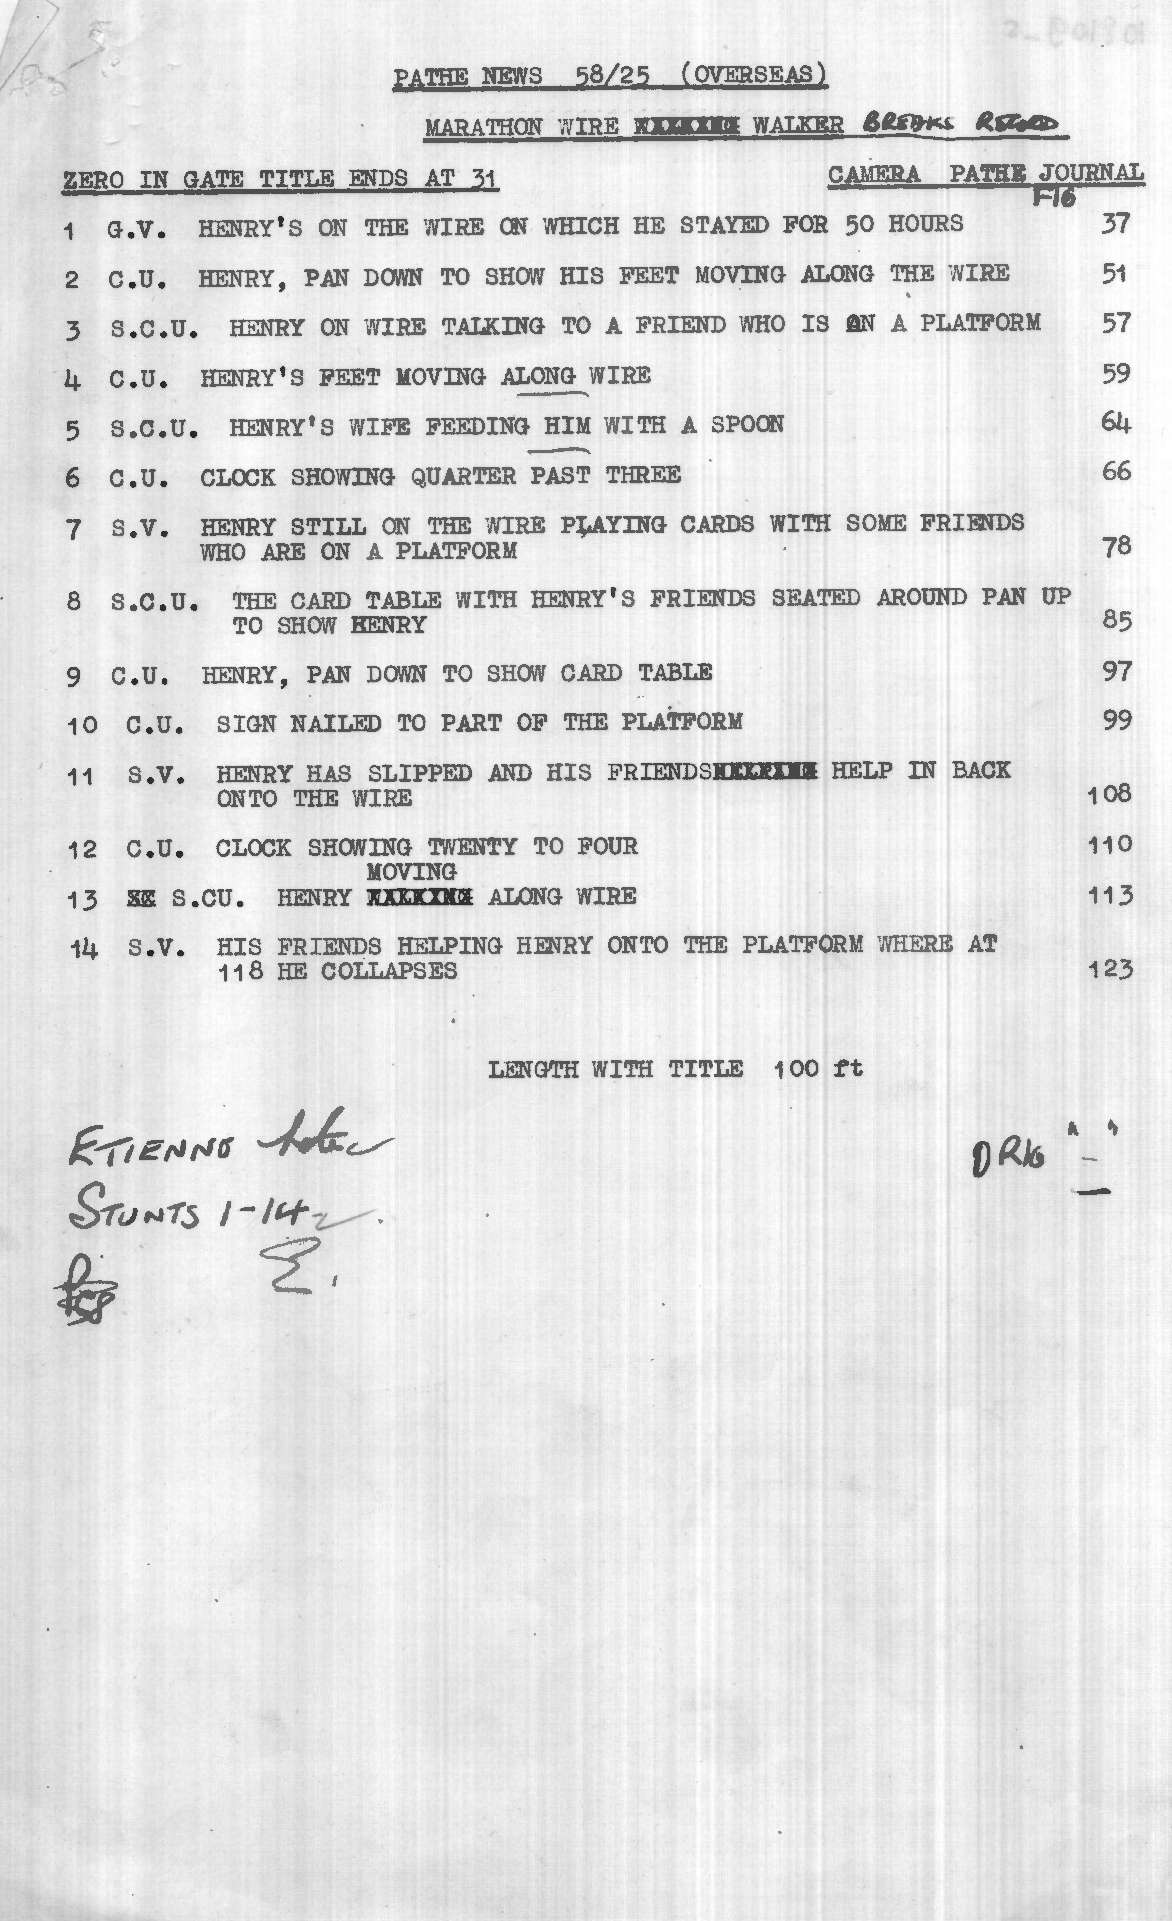 PATHE NEWS 58/25 (OVERSEAS)
MARATHON WIRE WALKER BREAKS RECORD
ZERO IN GATE TITLE ENDS AT 31 CAMERA PATHE JOURNAL
F16
1 G.V. HENRY'S ON THE WIRE ON WHICH HE STAYED FOR 50 HOURS 37
2 C.U. HENRY, PAN DOWN TO SHOW HIS FEET MOVING ALONG THE WIRE 51
3 S.C.U. HENRY ON WIRE TALKING TO A FRIEND WHO IS ON A PLATFORM 57
4 C.U. HENRY'S FEET MOVING ALONG WIRE 59
5 S.C.U. HENRY'S WIFE FEEDING HIM WITH A SPOON 64
6 C.U. CLOCK SHOWING QUARTER PAST THREE 66
7 S.V. HENRY STILL ON THE WIRE PLAYING CARDS WITH SOME FRIENDS
WHO ARE ON A PLATFORM 78
8 S.C.U. THE CARD TABLE WITH HENRY'S FRIENDS SEATED AROUND PAN UP
TO SHOW HENRY 85
9 C.U. HENRY, PAN DOWN TO SHOW CARD TABLE 97
10 C.U. SIGN NAILED TO PART OF THE PLATFORM 99
11 S.V. HENRY HAS SLIPPED AND HIS FRIENDS HELP IN BACK
ONTO THE WIRE 108
12 C.U. CLOCK SHOWING TWENTY TO FOUR 110
MOVING
13 S.CU. HENRY ALONG WIRE 113
14 S.V. HIS FRIENDS HELPING HENRY ONTO THE PLATFORM WHERE AT
118 HE COLLAPSES 123
LENGTH WITH TITLE 100 ft
ORIG " – "
STUNTS 1-14